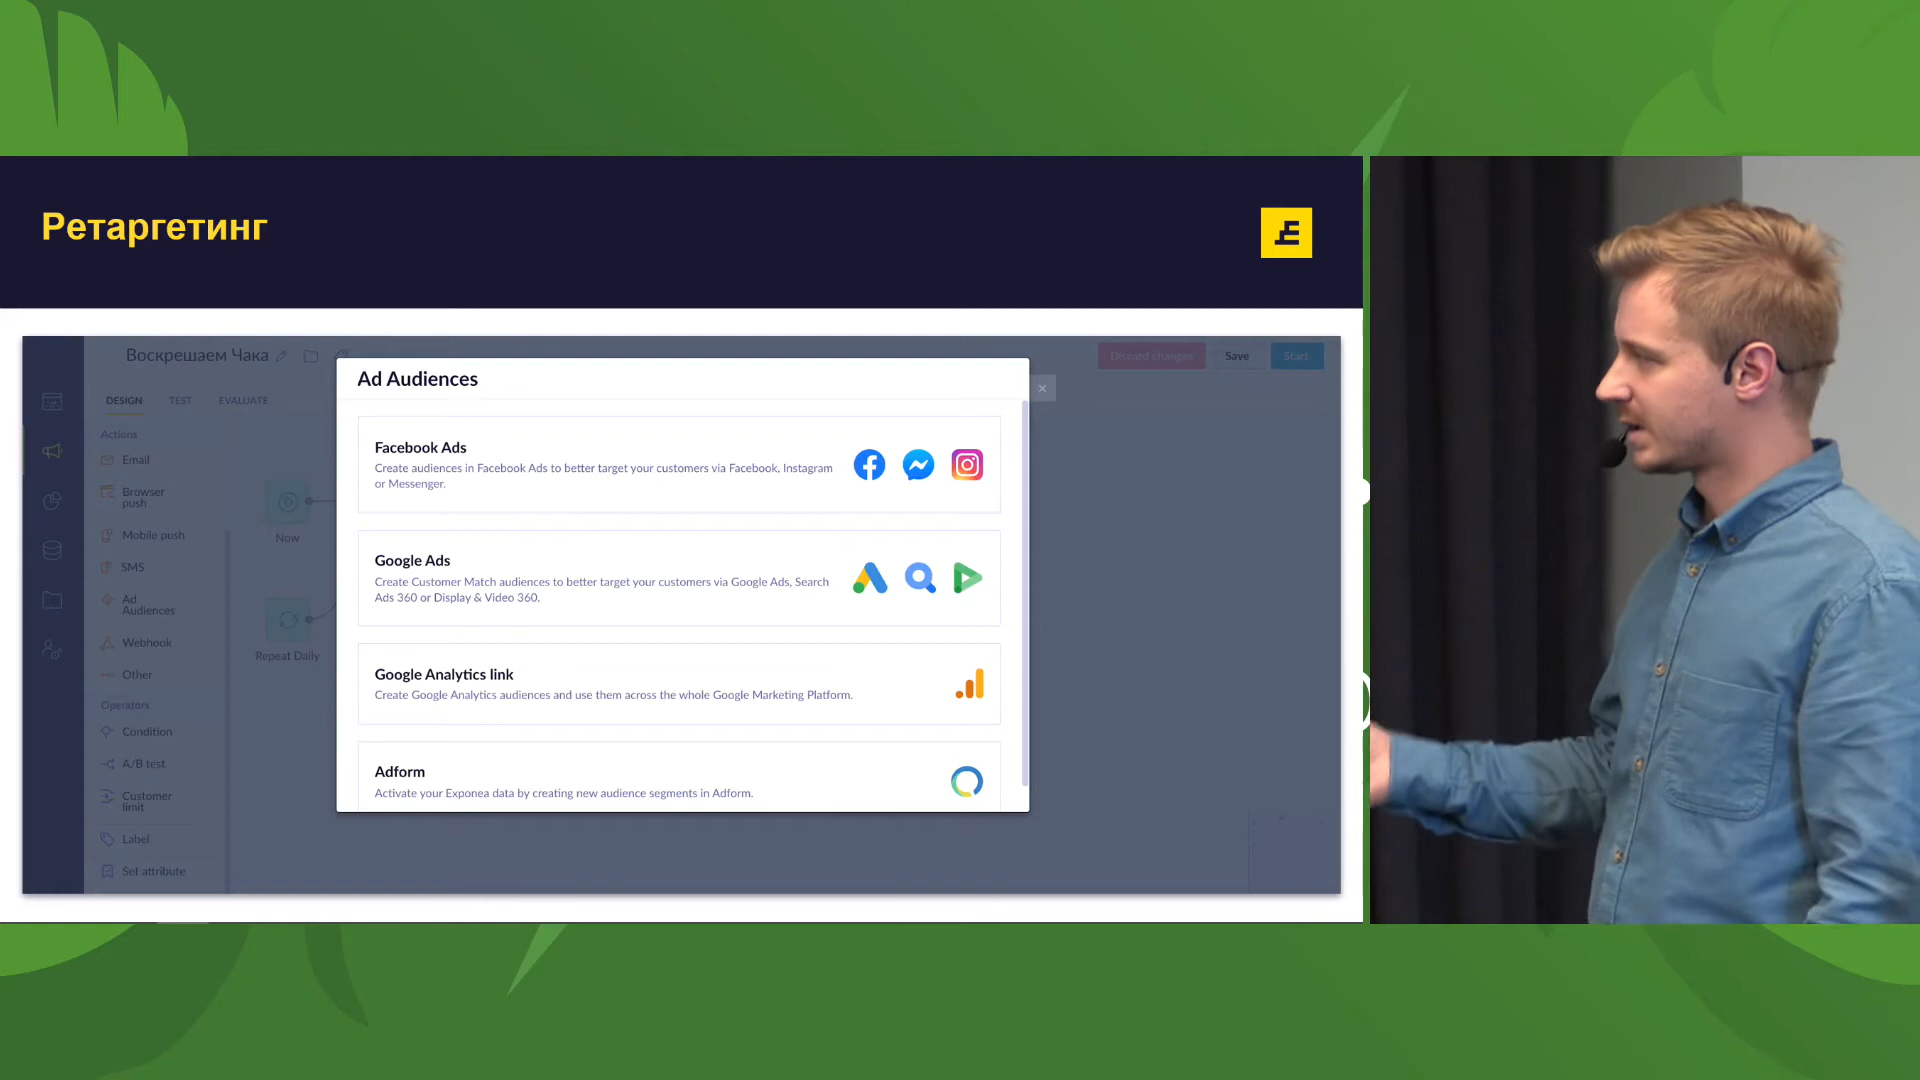 Ретаргетинг
Воскрешаем Чака
Discard changes
Save
Start
DESIGN
TEST
EVALUATE
Actions
Email
Browser
push
Mobile push
SMS
Ad
Audiences
Webhook
Other
Operators
Condition
A/B test
Customer
limit
Label
Set attribute
Now
Repeat Daily
Ad Audiences
Facebook Ads
Create audiences in Facebook Ads to better target your customers via Facebook, Instagram
or Messenger.
Google Ads
Create Customer Match audiences to better target your customers via Google Ads, Search
Ads 360 or Display & Video 360.
Google Analytics link
Create Google Analytics audiences and use them across the whole Google Marketing Platform.
Adform
Activate your Exponea data by creating new audience segments in Adform.